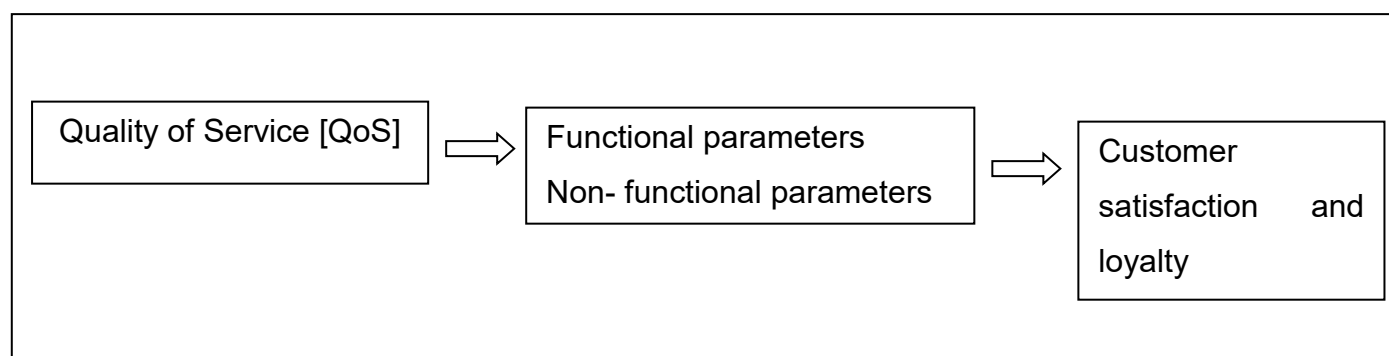 Quality of Service [QoS]
Functional parameters
Non- functional parameters
Customer
satisfaction and
loyalty